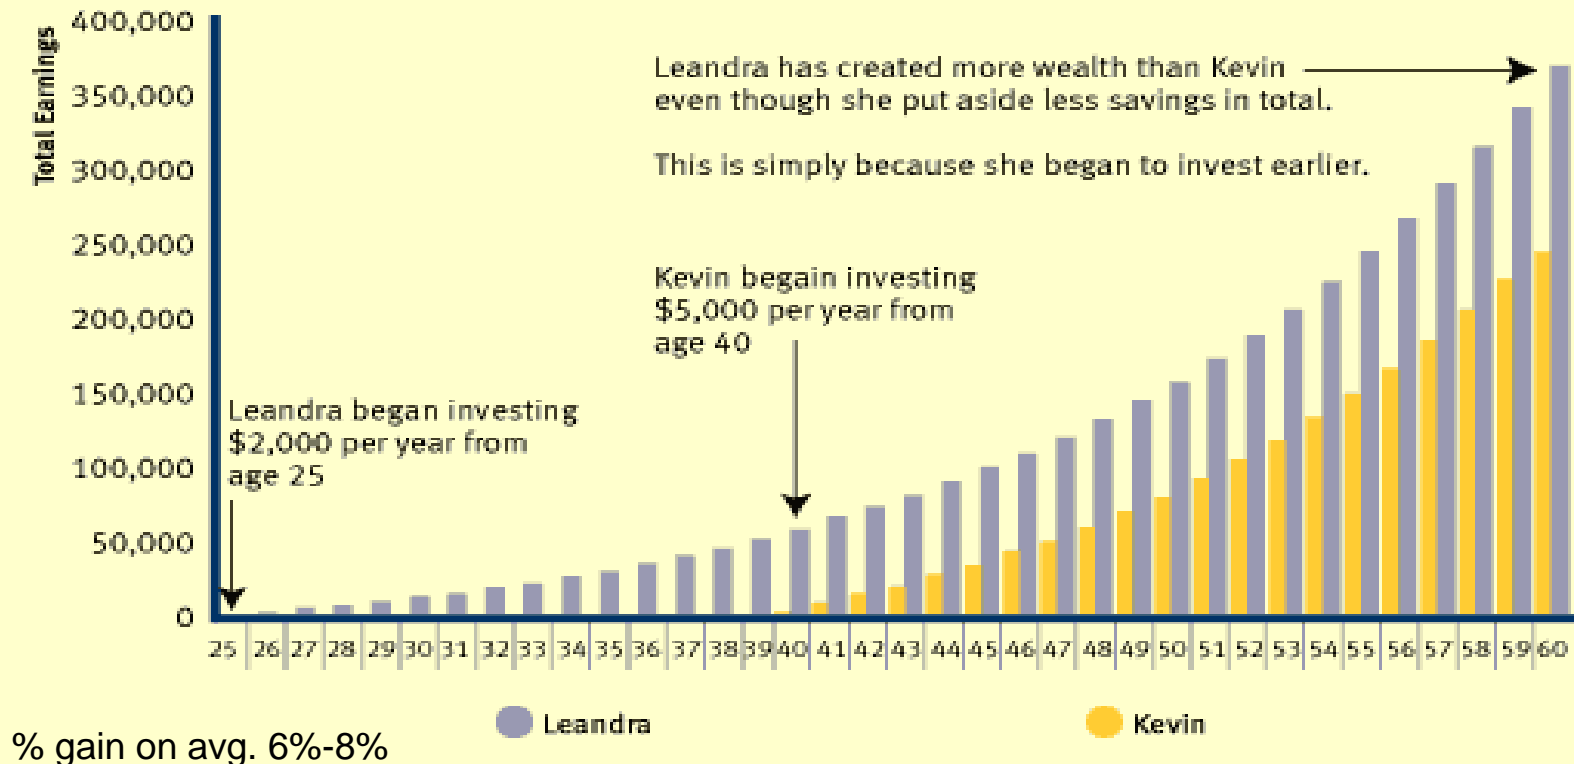 Total Earnings
400,000
350,000
300,000
250,000
200,000
150,000
100,000
50,000
0
Leandra has created more wealth than Kevin
even though she put aside less savings in total.
This is simply because she began to invest earlier.
Kevin begain investing
$5,000 per year from
age 40
Leandra began investing
$2,000 per year from
age 25
25 26 27 28 29 30 31 32 33 34 35 36 37 38 39 40 41 42 43 44 45 46 47 48 49 50 51 52 53 54 55 56 57 58 59 60
Leandra Kevin
% gain on avg. 6%-8%